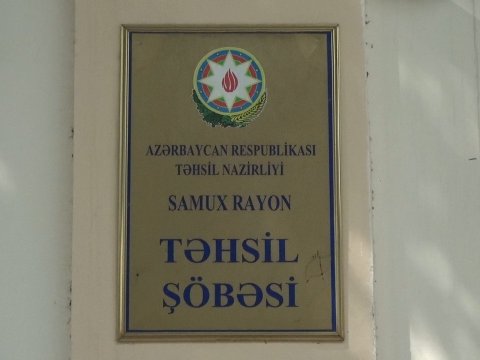 AZƏRBAYCAN RESPUBLİKASI
TƏHSİL NAZİRLİYİ
SAMUX RAYON
TƏHSİL
ŞÖBƏSİ